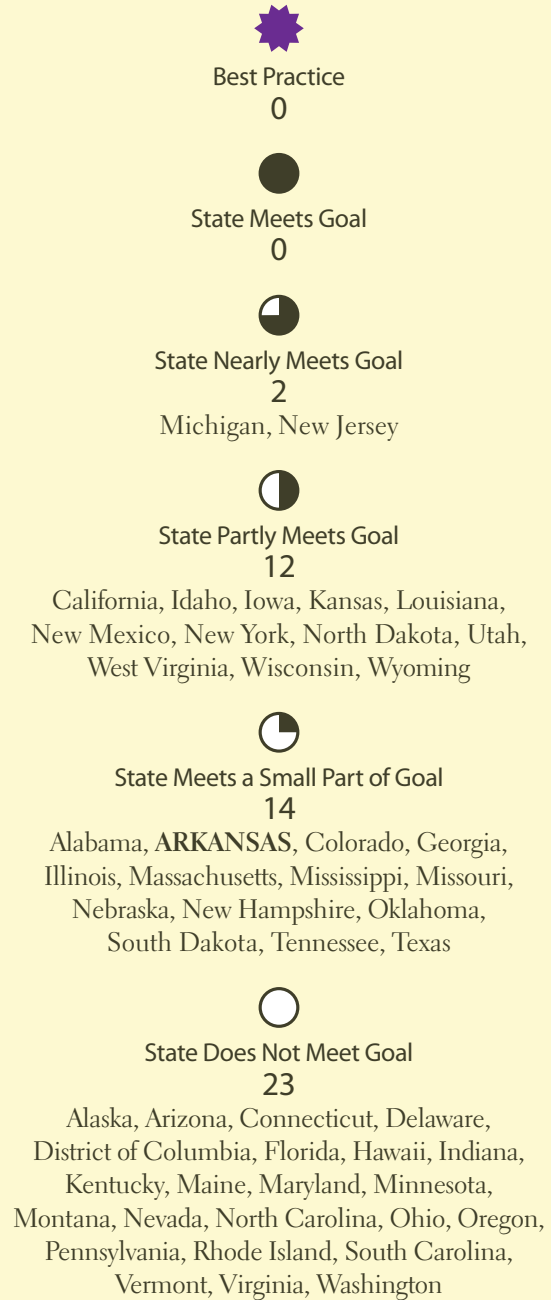 Best Practice
0
State Meets Goal
0
State Nearly Meets Goal
2
Michigan, New Jersey
State Partly Meets Goal
12
California, Idaho, Iowa, Kansas, Louisiana,
New Mexico, New York, North Dakota, Utah,
West Virginia, Wisconsin, Wyoming
State Meets a Small Part of Goal
14
Alabama, ARKANSAS, Colorado, Georgia,
Illinois, Massachusetts, Mississippi, Missouri,
Nebraska, New Hampshire, Oklahoma,
South Dakota, Tennessee, Texas
State Does Not Meet Goal
23
Alaska, Arizona, Connecticut, Delaware,
District of Columbia, Florida, Hawaii, Indiana,
Kentucky, Maine, Maryland, Minnesota,
Montana, Nevada, North Carolina, Ohio, Oregon,
Pennsylvania, Rhode Island, South Carolina,
Vermont, Virginia, Washington